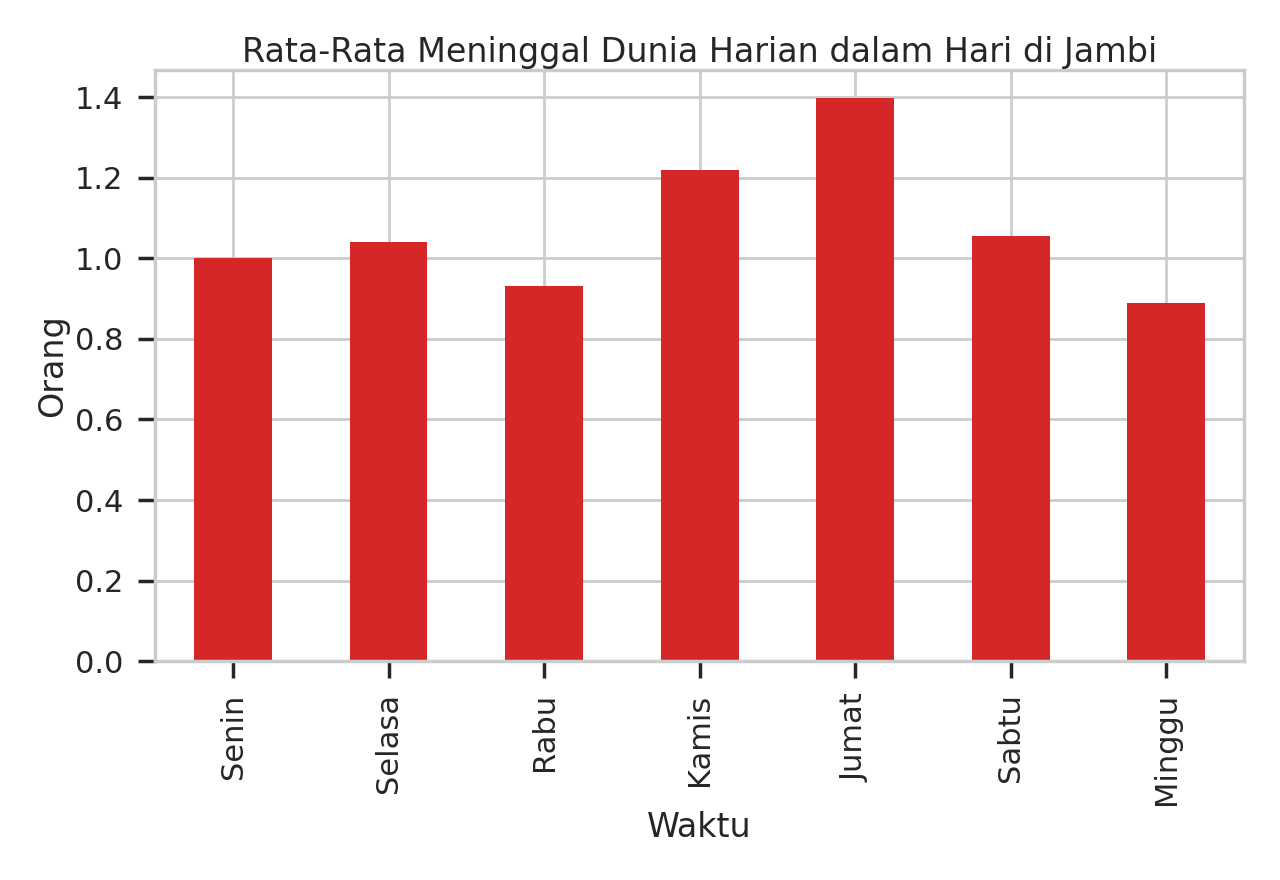 Rata-Rata Meninggal Dunia Harian dalam Hari di Jambi
1.4
1.2
1.0
0.8
0.6
0.4
0.2
0.0
Orang
Senin
Selasa
Rabu
Kamis
Jumat
Sabtu
Minggu
Waktu